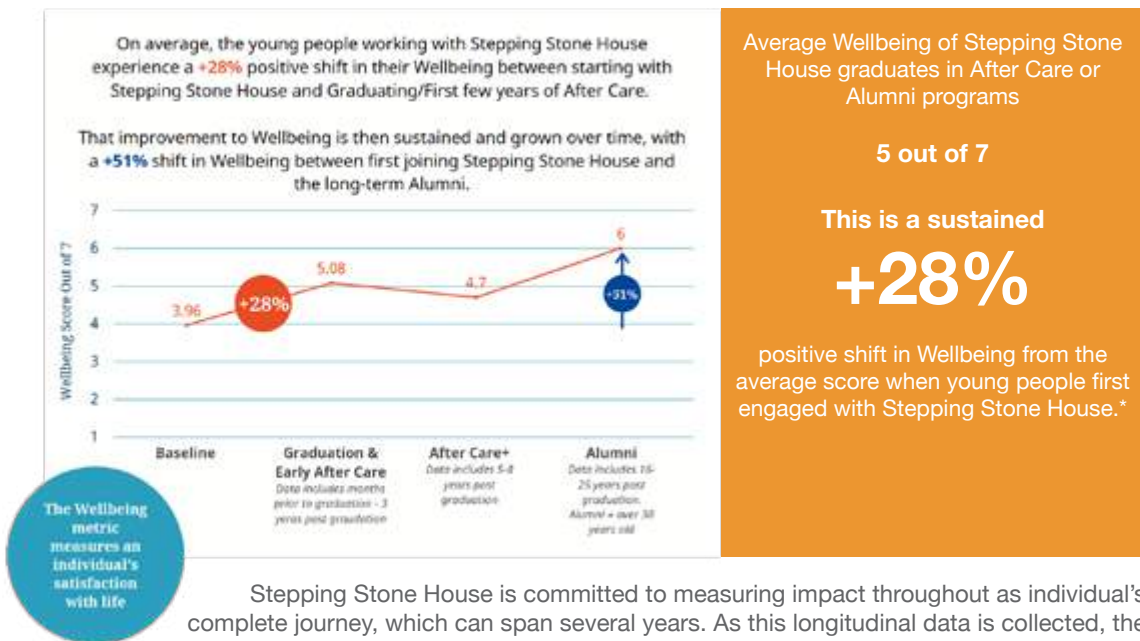 On average, the young people working with Stepping Stone House
experience a +28% positive shift in their Wellbeing between starting with
Stepping Stone House and Graduating/First few years of After Care.
That improvement to Wellbeing is then sustained and grown over time, with
a +51% shift in Wellbeing between first joining Stepping Stone House and
the long-term Alumni.
Wellbeing Score Out of 7
7
6
5
4
3
2
1
3.96
+28%
5.08
4.7
6
+51%
Baseline
Graduation &
Early After Care
Data includes months
prior to graduation - 3
After Care+
Data includes 5-8
years post
graduation
Alumni
Data includes 16-
25 years post
graduation.
Alumni = over 30
years old
The Wellbeing
metric
measures an
individual's
satisfaction
with life
Average Wellbeing of Stepping Stone
House graduates in After Care or
Alumni programs
5 out of 7
This is a sustained
+28%
positive shift in Wellbeing from the
average score when young people first
engaged with Stepping Stone House.*
Stepping Stone House is committed to measuring impact throughout as individual's
complete journey, which can span several years. As this longitudinal data is collected, the